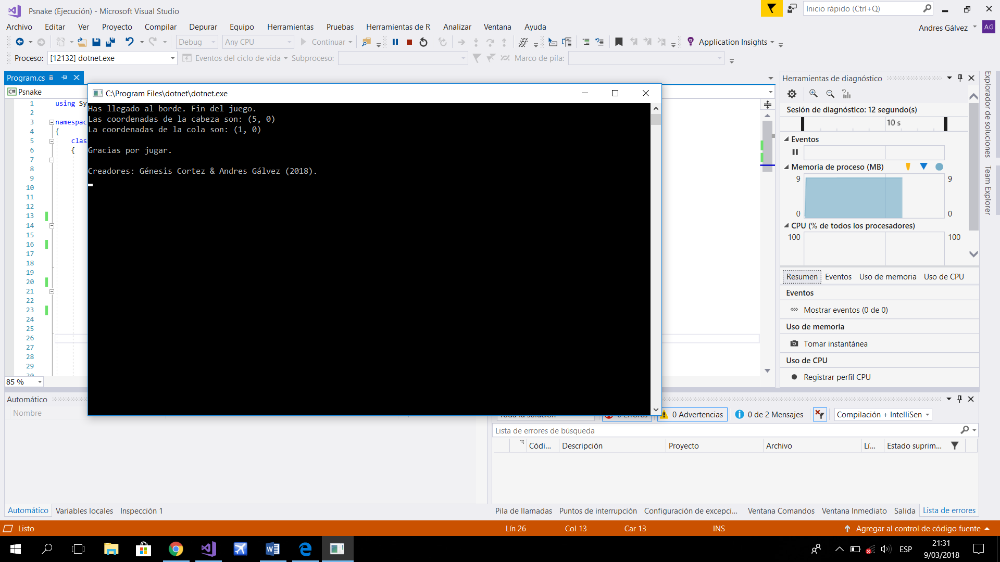 Psnake (Ejecución) - Microsoft Visual Studio
Inicio rápido (Ctrl+Q)
Archivo Editar Ver Proyecto Compilar Depurar Equipo Herramientas Pruebas Herramientas de R Analizar Ventana Ayuda
Andres Gálvez AG
Debug Any CPU Continuar Application Insights
Proceso: [12132] dotnet.exe Eventos del ciclo de vida Subproceso: Marco de pila:
Program.cs
C# Psnake
1 using Sy
2
3 namespac
4 {
5 clas
6 {
7
8
9
10
11
12
13
14
15
16
17
18
19
20
21
22
23
24
25
26
27
28
29
30
85 %
C:\Program Files\dotnet\dotnet.exe
Has llegado al borde. Fin del juego.
Las coordenadas de la cabeza son: (5, 0)
La coordenadas de la cola son: (1, 0)
Gracias por jugar.
Creadores: Génesis Cortez & Andres Gálvez (2018).
Herramientas de diagnóstico
Sesión de diagnóstico: 12 segundo(s)
10 s
Eventos
Memoria de proceso (MB)
9 9
0 0
CPU (% de todos los procesadores)
100 100
Resumen Eventos Uso de memoria Uso de CPU
Eventos
Mostrar eventos (0 de 0)
Uso de memoria
Tomar instantánea
Uso de CPU
Registrar perfil CPU
Explorador de soluciones
Team Explorer
Automático
Nombre
Toda la solución 0 Errores 0 Advertencias 0 de 2 Mensajes Compilación + IntelliSen
Lista de errores de búsqueda
Códi... Descripción Proyecto Archivo Lí... Estado suprim...
Automático Variables locales Inspección 1
Pila de llamadas Puntos de interrupción Configuración de excepci... Ventana Comandos Ventana Inmediato Salida Lista de errores
Listo Lín 26 Col 13 Car 13 INS Agregar al control de código fuente
ESP
21:31
9/03/2018